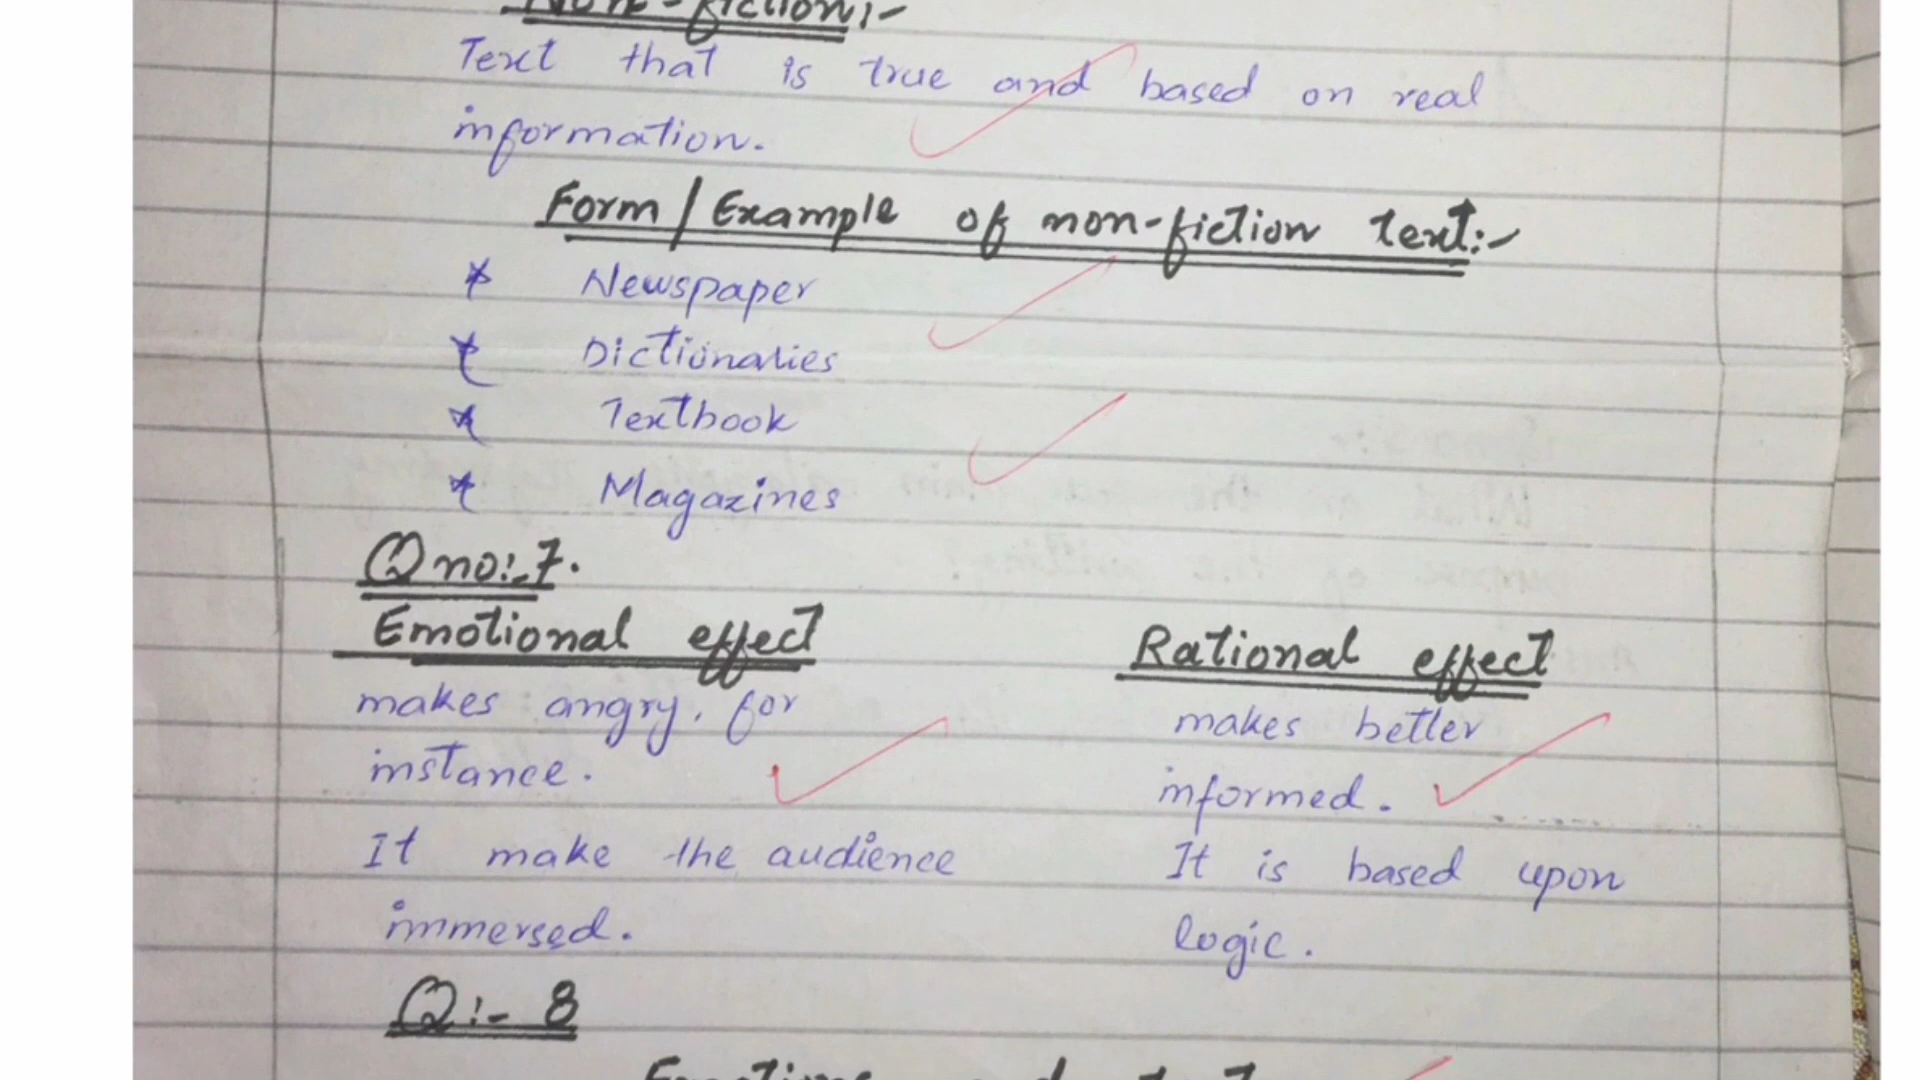 Non-fiction:-
Text that is true and based on real
information.
Form/Example of non-fiction text:-
* Newspaper
* Dictionaries
* Textbook
* Magazines
Q no:-7.
Emotional effect
makes angry, for
instance.
It make the audience
immersed.
Rational effect
makes better
informed.
It is based upon
logic.
Q:- 8